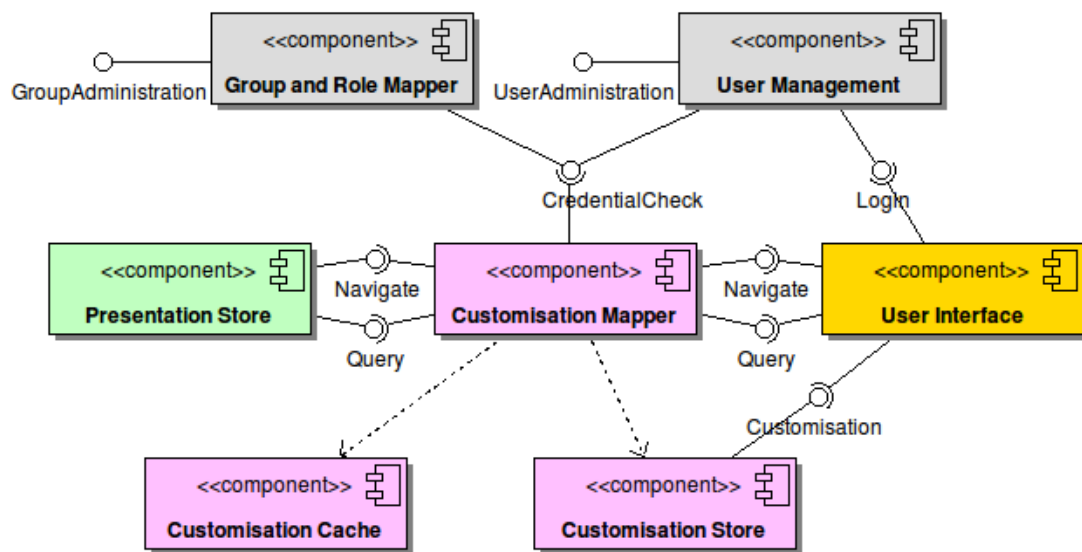 <<component>>
Group and Role Mapper
GroupAdministration
<<component>>
User Management
UserAdministration
CredentialCheck
Login
<<component>>
Presentation Store
Navigate
Query
<<component>>
Customisation Mapper
Navigate
Query
<<component>>
User Interface
Customisation
<<component>>
Customisation Cache
<<component>>
Customisation Store